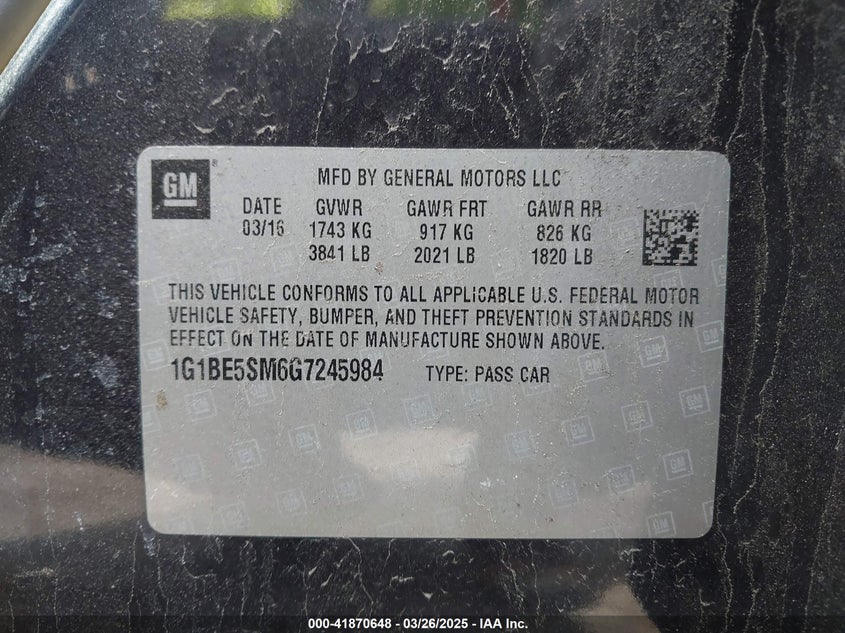 GM
MFD BY GENERAL MOTORS LLC
DATE GVWR GAWR FRT GAWR RR
03/16 1743 KG 917 KG 826 KG
3841 LB 2021 LB 1820 LB
THIS VEHICLE CONFORMS TO ALL APPLICABLE U.S. FEDERAL MOTOR
VEHICLE SAFETY, BUMPER, AND THEFT PREVENTION STANDARDS IN
EFFECT ON THE DATE OF MANUFACTURE SHOWN ABOVE.
1G1BE5SM6G7245984 TYPE: PASS CAR
000-41870648 | 03/26/2025 | IAA Inc.